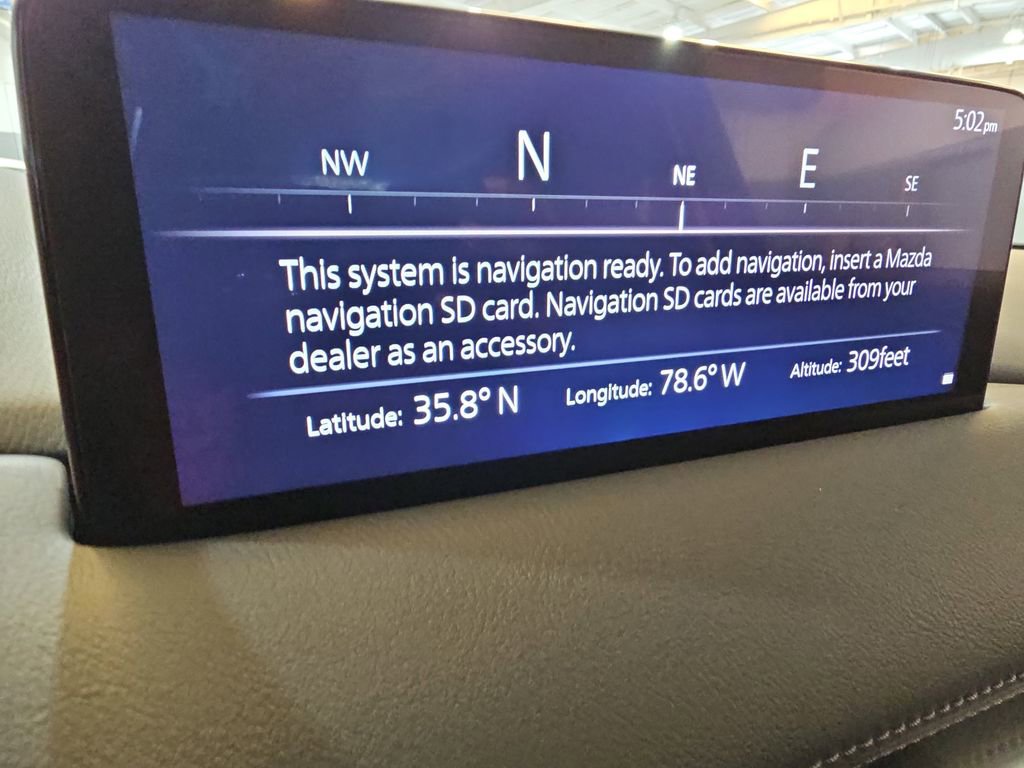 5:02pm
NW N NE E SE
This system is navigation ready. To add navigation, insert a Mazda
navigation SD card. Navigation SD cards are available from your
dealer as an accessory.
Latitude: 35.8° N Longitude: 78.6° W Altitude: 309feet